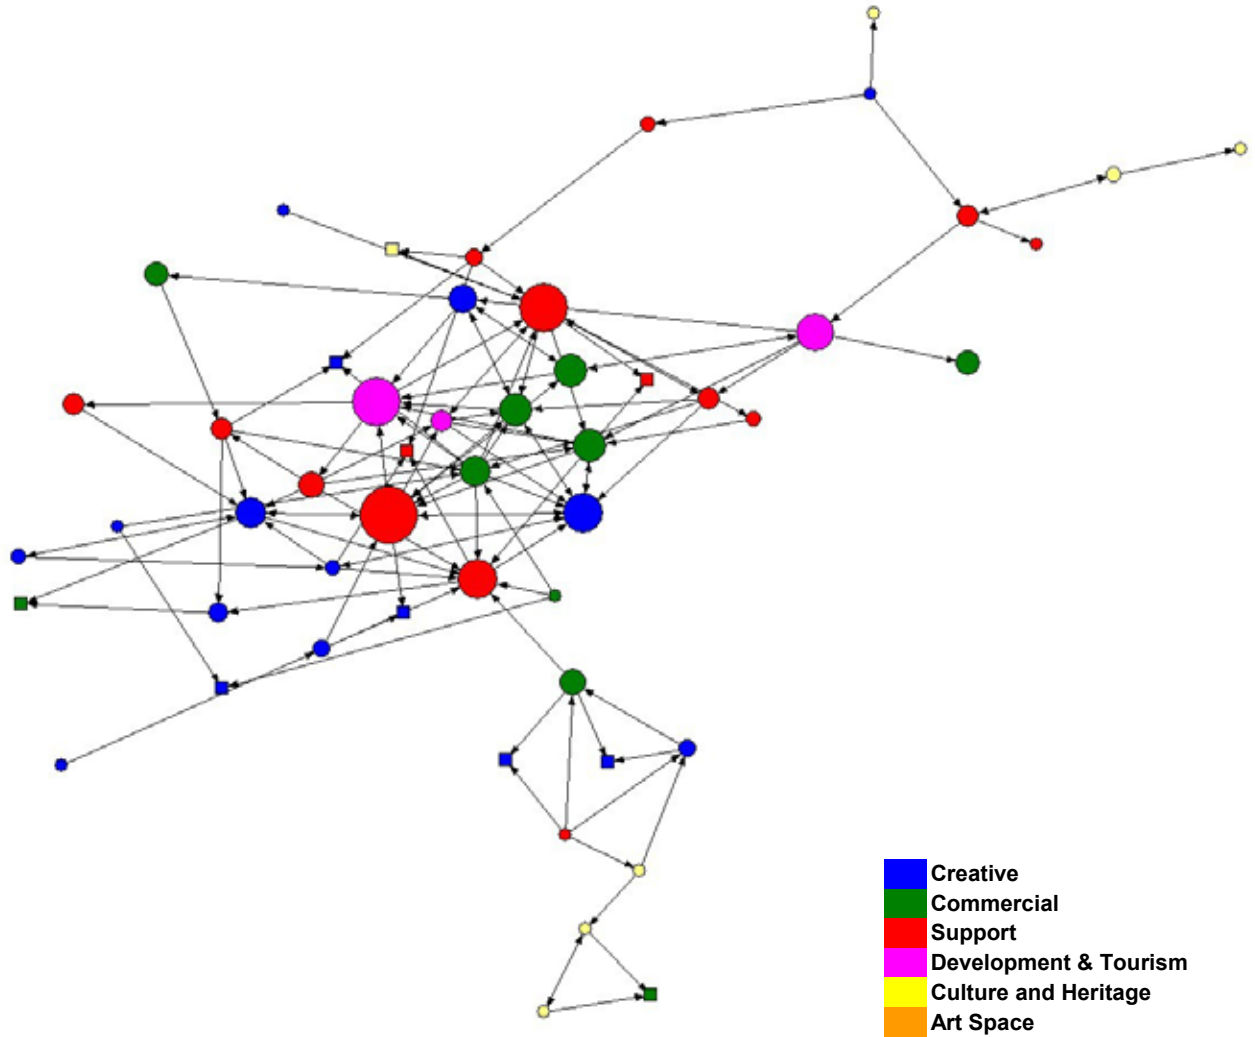 Creative
Commercial
Support
Development & Tourism
Culture and Heritage
Art Space